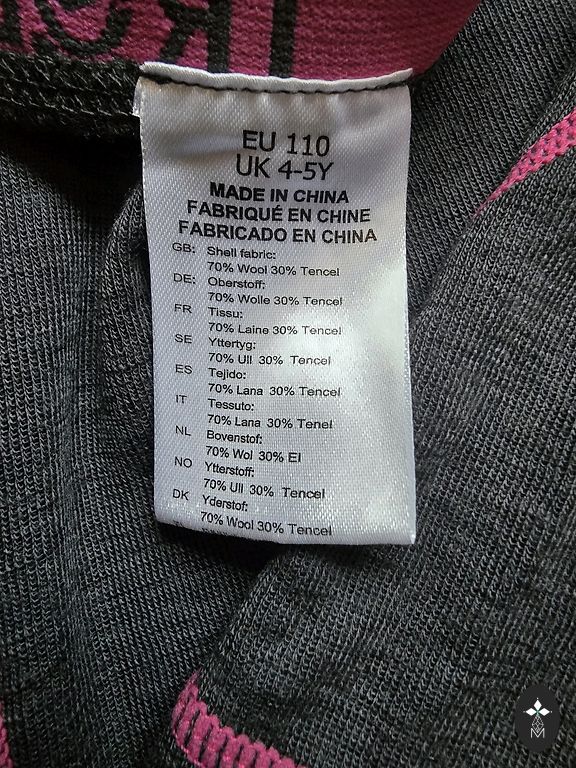 EU 110
UK 4-5Y
MADE IN CHINA
FABRIQUÉ EN CHINE
FABRICADO EN CHINA
GB: Shell fabric:
70% Wool 30% Tencel
DE: Oberstoff:
70% Wolle 30% Tencel
FR Tissu:
70% Laine 30% Tencel
SE Yttertyg:
70% Ull 30% Tencel
ES Tejido:
70% Lana 30% Tencel
IT Tessuto:
70% Lana 30% Tenel
NL Bovenstof:
70% Wol 30% El
NO Ytterstoff:
70% Ull 30% Tencel
DK Yderstof:
70% Wool 30% Tencel
M